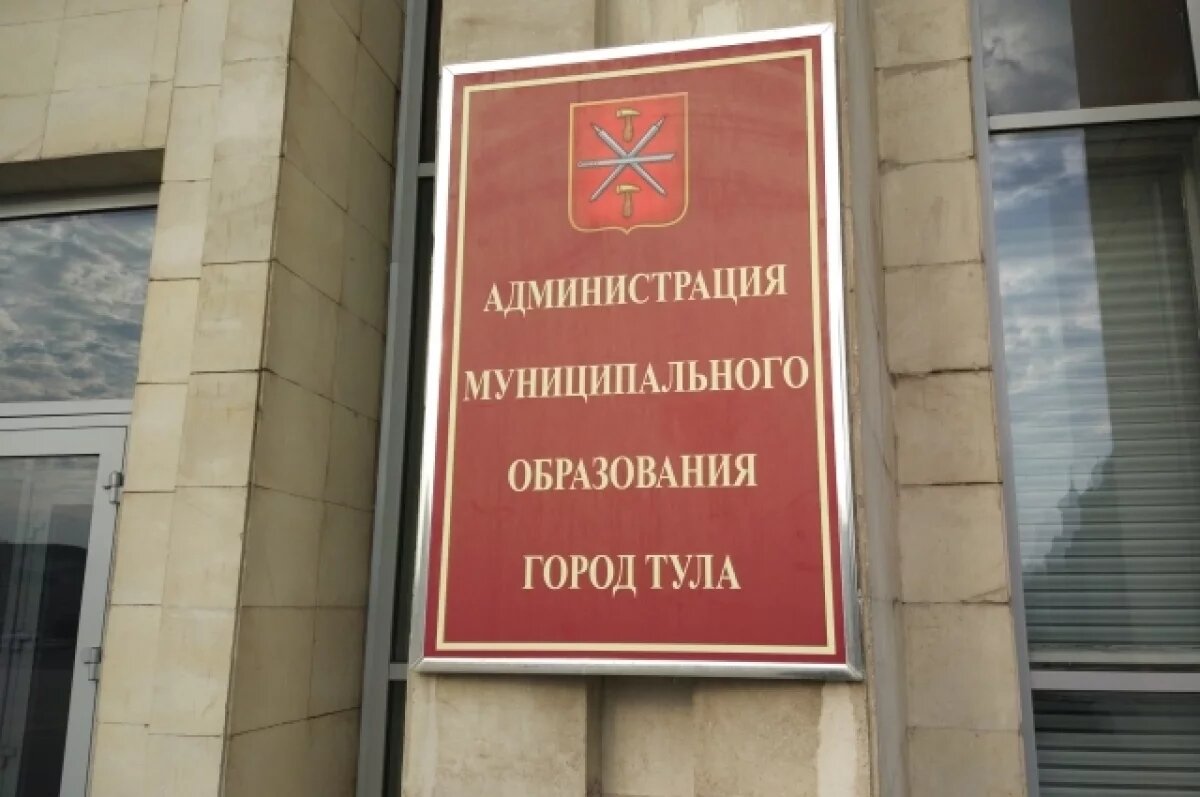 АДМИНИСТРАЦИЯ
МУНИЦИПАЛЬНОГО
ОБРАЗОВАНИЯ
ГОРОД ТУЛА